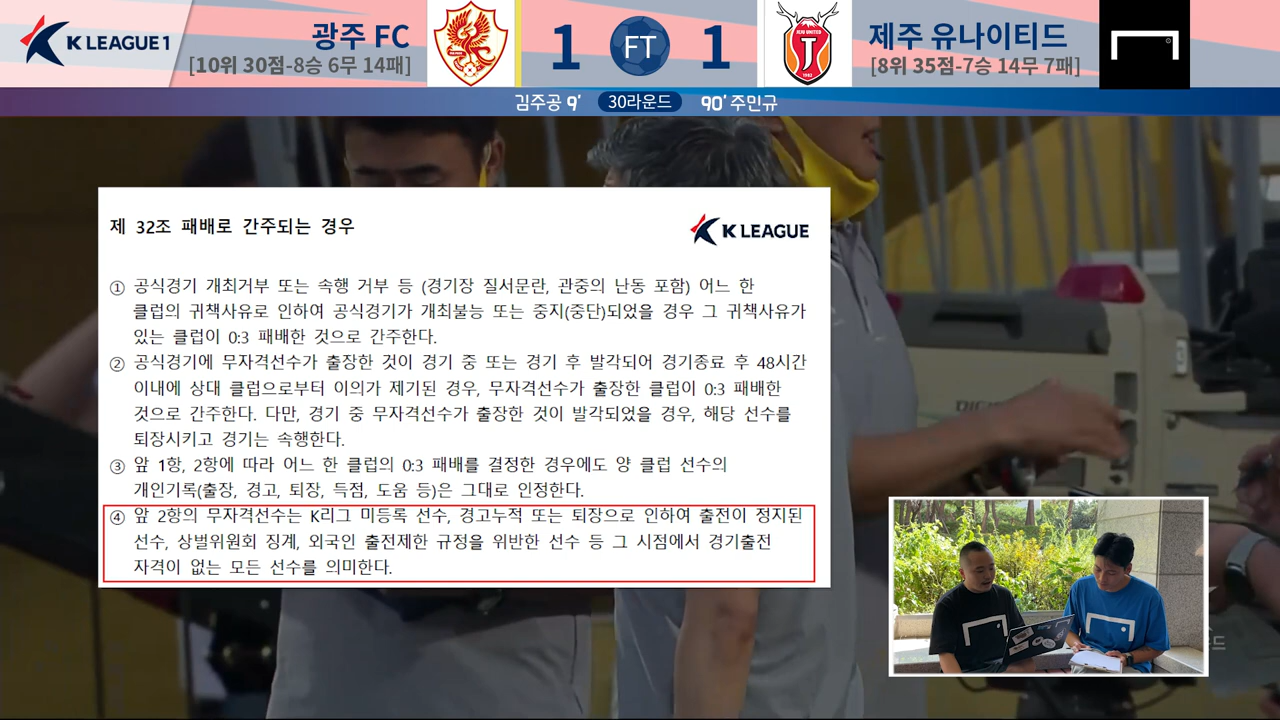 K LEAGUE 1
광주 FC
[10위 30점-8승 6무 14패]
1 FT 1
제주 유나이티드
[8위 35점-7승 14무 7패]
JEJU UNITED
김주공 9' 30라운드 90' 주민규
제 32조 패배로 간주되는 경우
K LEAGUE
① 공식경기 개최거부 또는 속행 거부 등 (경기장 질서문란, 관중의 난동 포함) 어느 한
클럽의 귀책사유로 인하여 공식경기가 개최불능 또는 중지(중단)되었을 경우 그 귀책사유가
있는 클럽이 0:3 패배한 것으로 간주한다.
② 공식경기에 무자격선수가 출장한 것이 경기 중 또는 경기 후 발각되어 경기종료 후 48시간
이내에 상대 클럽으로부터 이의가 제기된 경우, 무자격선수가 출장한 클럽이 0:3 패배한
것으로 간주한다. 다만, 경기 중 무자격선수가 출장한 것이 발각되었을 경우, 해당 선수를
퇴장시키고 경기는 속행한다.
③ 앞 1항, 2항에 따라 어느 한 클럽의 0:3 패배를 결정한 경우에도 양 클럽 선수의
개인기록(출장, 경고, 퇴장, 득점, 도움 등)은 그대로 인정한다.
④ 앞 2항의 무자격선수는 K리그 미등록 선수, 경고누적 또는 퇴장으로 인하여 출전이 정지된
선수, 상벌위원회 징계, 외국인 출전제한 규정을 위반한 선수 등 그 시점에서 경기출전
자격이 없는 모든 선수를 의미한다.